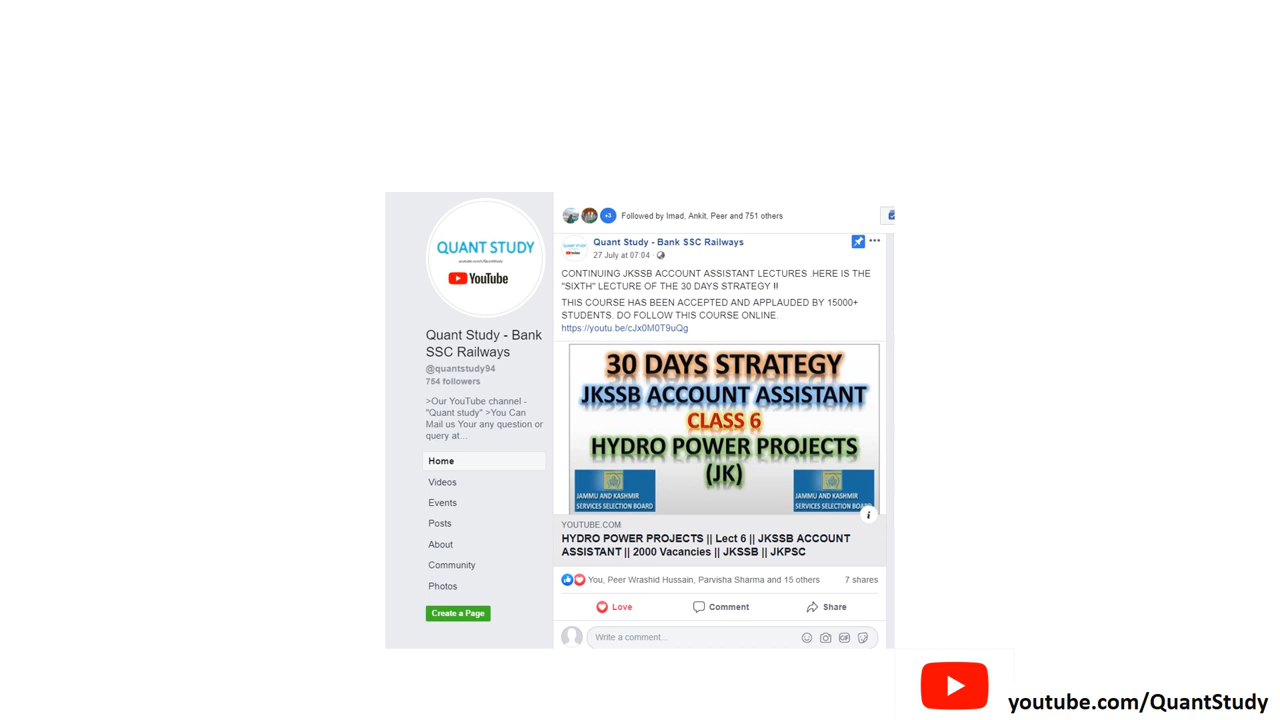 QUANT STUDY
YouTube
Quant Study - Bank
SSC Railways
@quantstudy94
754 followers
>Our YouTube channel -
"Quant study" >You Can
Mail us Your any question or
query at...
Home
Videos
Events
Posts
About
Community
Photos
Create a Page
+3 Followed by Imad, Ankit, Peer and 751 others
Quant Study - Bank SSC Railways
27 July at 07:04 ·
CONTINUING JKSSB ACCOUNT ASSISTANT LECTURES .HERE IS THE
"SIXTH" LECTURE OF THE 30 DAYS STRATEGY !!
THIS COURSE HAS BEEN ACCEPTED AND APPLAUDED BY 15000+
STUDENTS. DO FOLLOW THIS COURSE ONLINE.
https://youtu.be/cJx0M0T9uQg
30 DAYS STRATEGY
JKSSB ACCOUNT ASSISTANT
CLASS 6
HYDRO POWER PROJECTS
(JK)
JAMMU AND KASHMIR
SERVICES SELECTION BOARD
JAMMU AND KASHMIR
SERVICES SELECTION BOARD
YOUTUBE.COM
HYDRO POWER PROJECTS || Lect 6 || JKSSB ACCOUNT
ASSISTANT || 2000 Vacancies || JKSSB || JKPSC
You, Peer Wrashid Hussain, Parvisha Sharma and 15 others 7 shares
Love Comment Share
Write a comment... GIF
youtube.com/QuantStudy